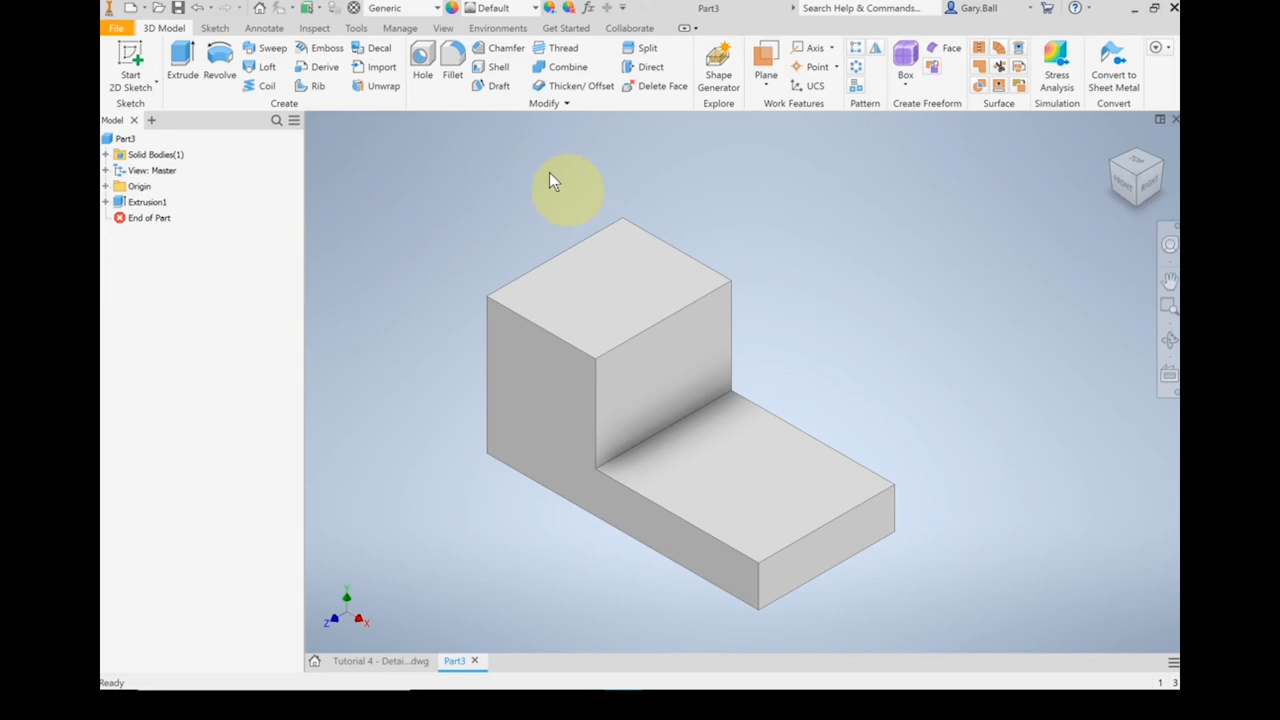 Generic Default Part3 Search Help & Commands... Gary.Ball
File 3D Model Sketch Annotate Inspect Tools Manage View Environments Get Started Collaborate
Start 2D Sketch
Extrude Revolve
Sweep Emboss Decal
Loft Derive Import
Coil Rib Unwrap
Hole Fillet
Chamfer Thread Split
Shell Combine Direct
Draft Thicken/ Offset Delete Face
Shape Generator
Plane
Axis
Point
UCS
Box Face
Stress Analysis
Convert to Sheet Metal
Sketch Create Modify Explore Work Features Pattern Create Freeform Surface Simulation Convert
Model
Part3
Solid Bodies(1)
View: Master
Origin
Extrusion1
End of Part
TOP
FRONT RIGHT
Y
Z X
Tutorial 4 - Detai...dwg Part3
Ready 1 3